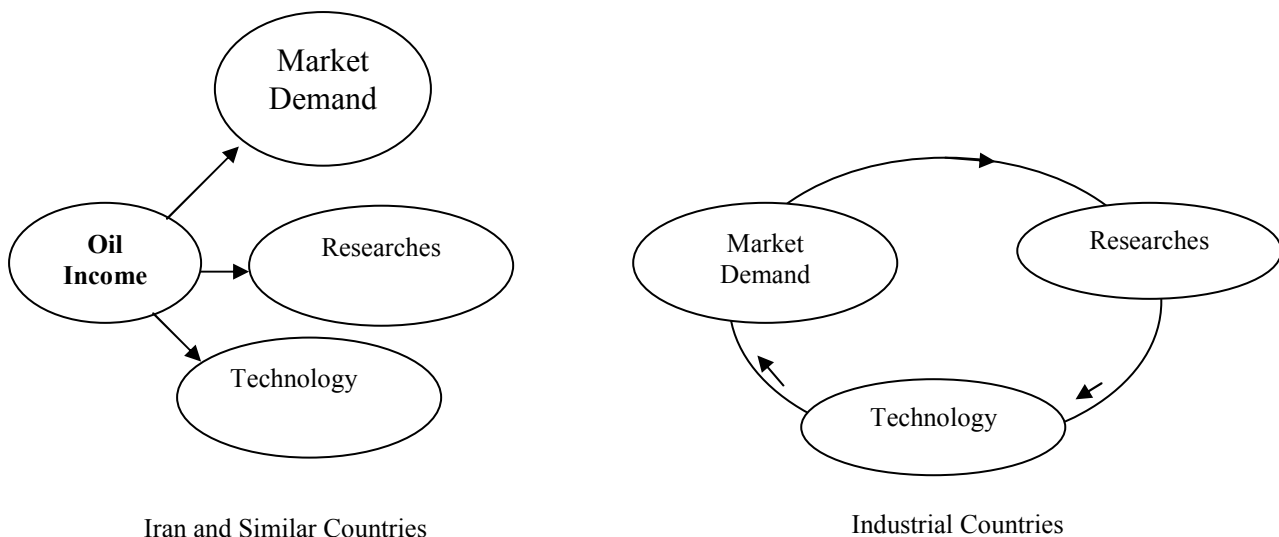 Market
Demand
Oil
Income
Researches
Technology
Iran and Similar Countries
Market
Demand
Researches
Technology
Industrial Countries